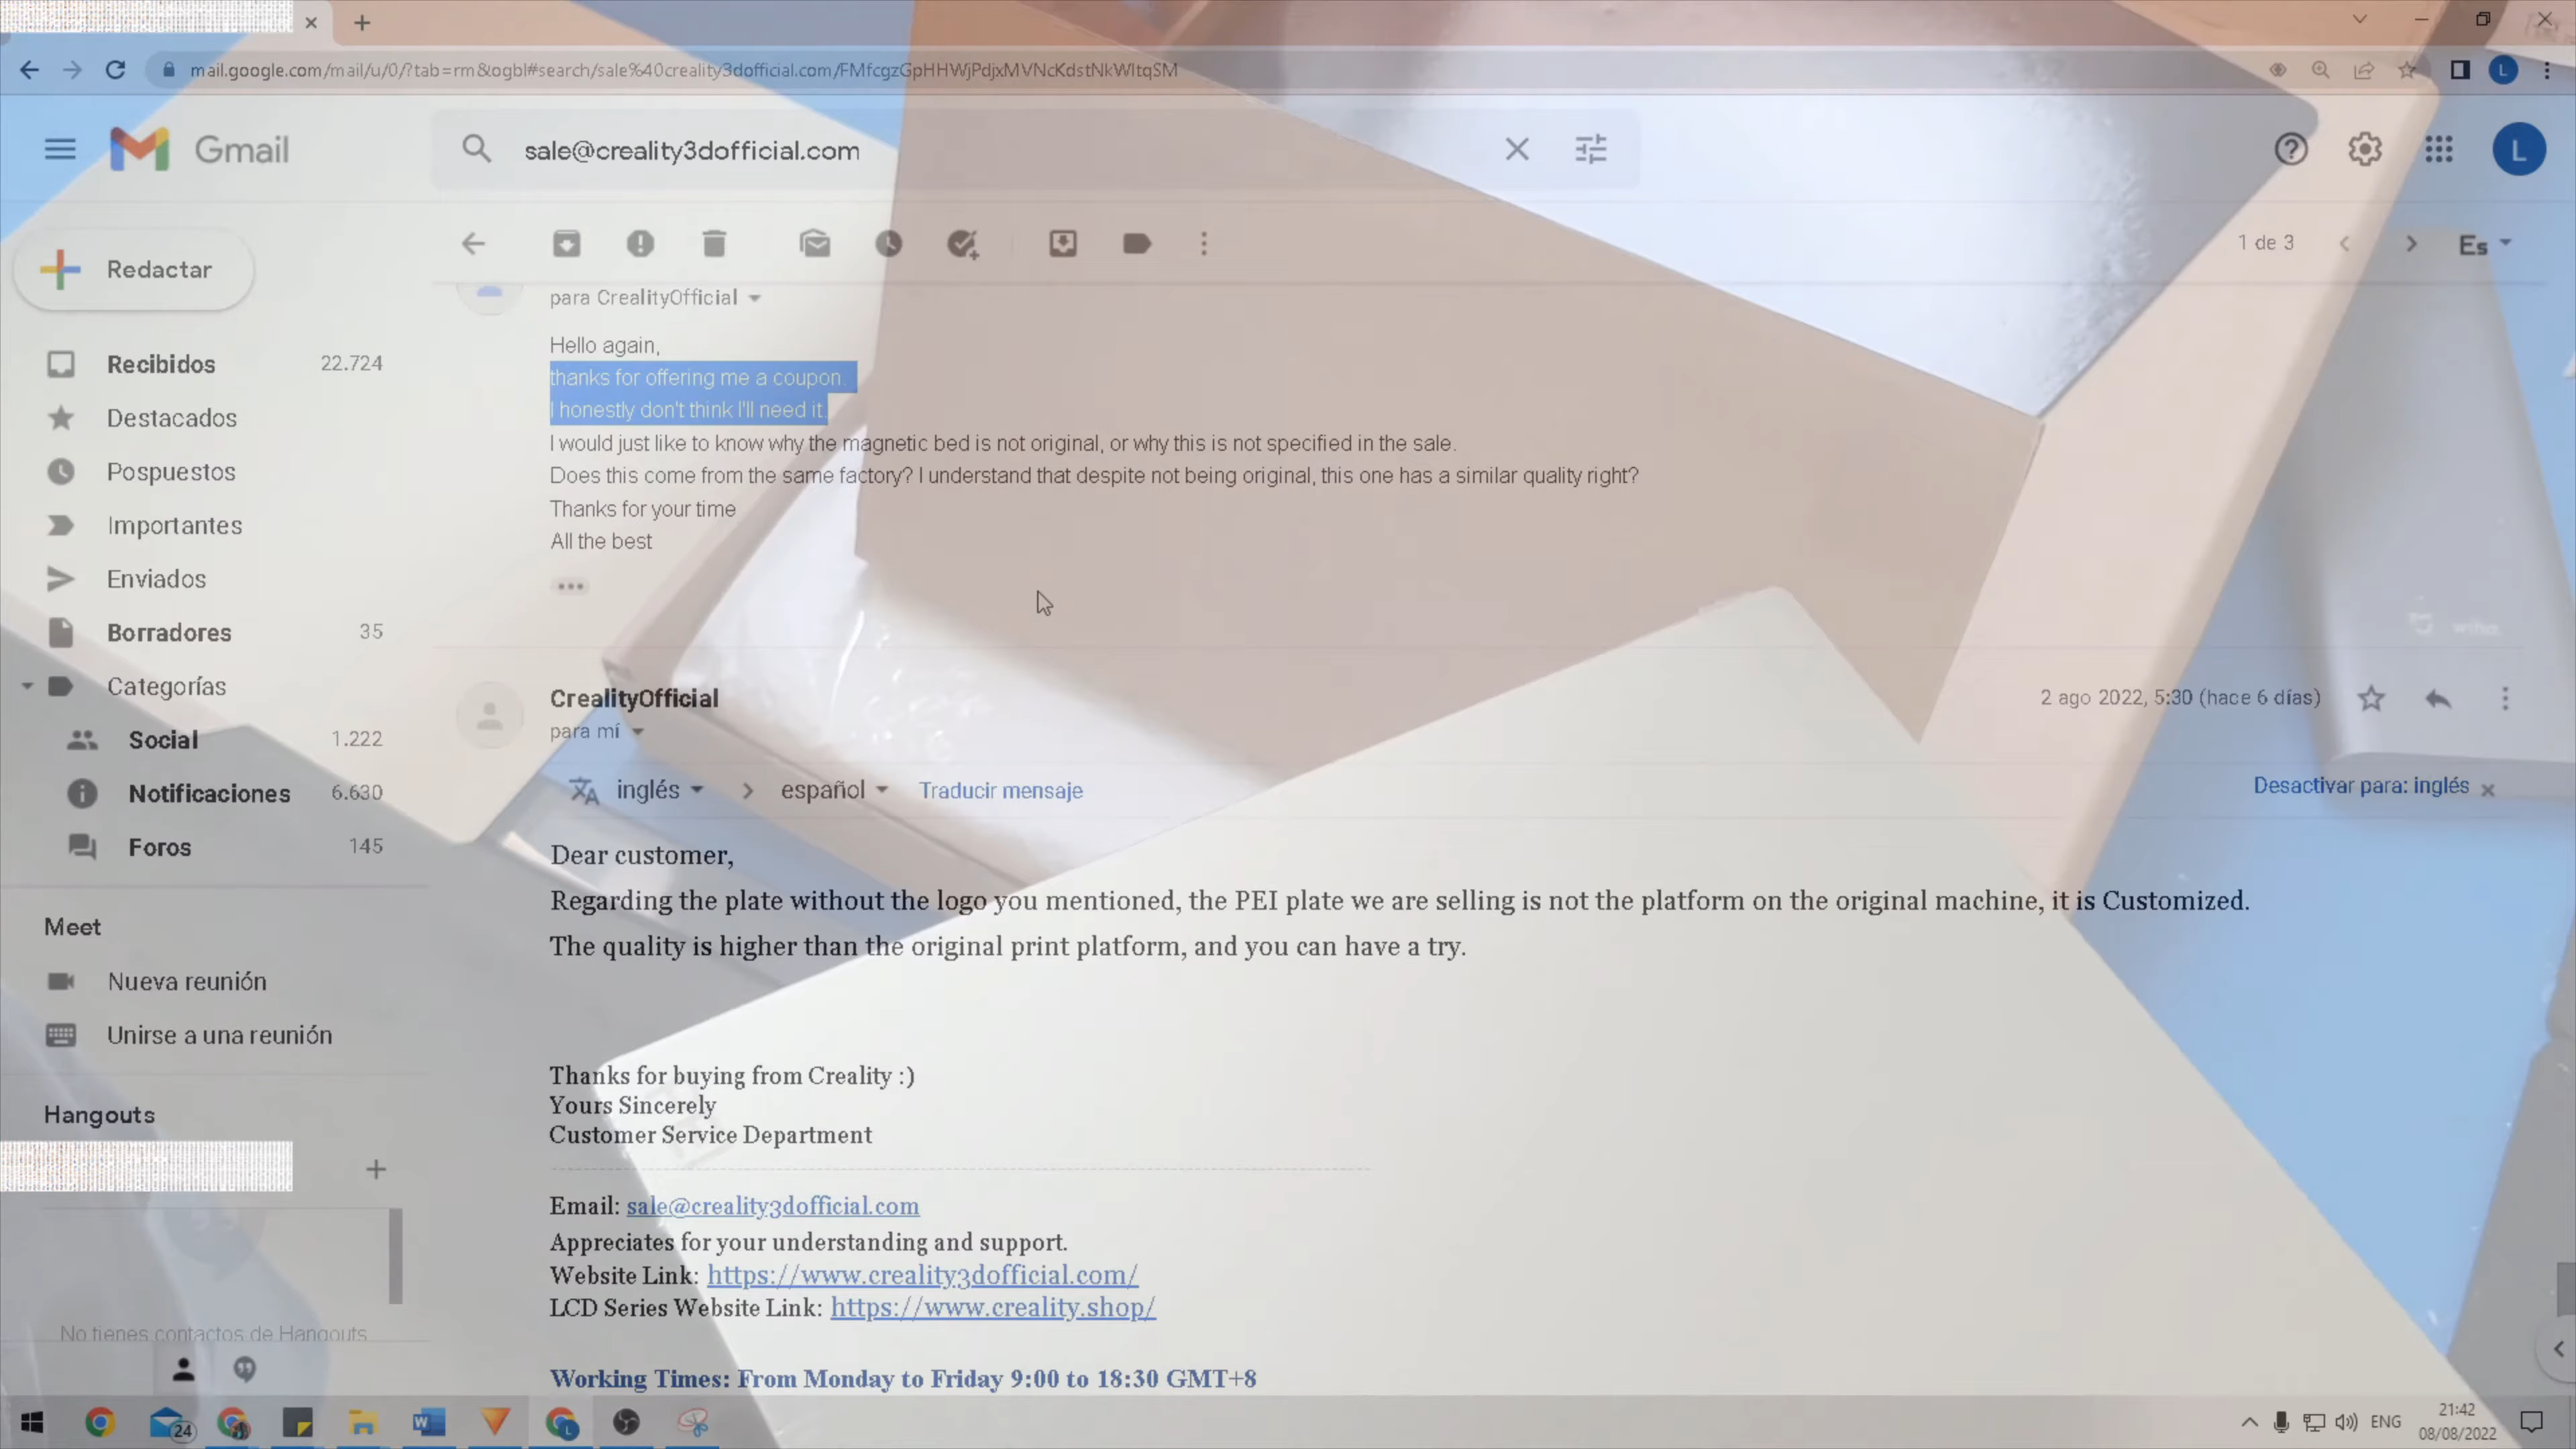 mail.google.com/mail/u/0/?tab=rm&ogbl#search/sale%40creality3dofficial.com/FMfcgzGpHHWjPdjxMVNcKdstNkWltqSM
L
Gmail
sale@creality3dofficial.com
L
Redactar
1 de 3
Es
para CrealityOfficial
Hello again,
thanks for offering me a coupon.
I honestly don't think I'll need it.
I would just like to know why the magnetic bed is not original, or why this is not specified in the sale.
Does this come from the same factory? I understand that despite not being original, this one has a similar quality right?
Thanks for your time
All the best
Recibidos 22.724
Destacados
Pospuestos
Importantes
Enviados
Borradores 35
Categorías
Social 1.222
Notificaciones 6.630
Foros 145
Meet
Nueva reunión
Unirse a una reunión
Hangouts
No tienes contactos de Hangouts
CrealityOfficial
2 ago 2022, 5:30 (hace 6 días)
para mí
inglés
español
Traducir mensaje
Desactivar para: inglés
Dear customer,
Regarding the plate without the logo you mentioned, the PEI plate we are selling is not the platform on the original machine, it is Customized.
The quality is higher than the original print platform, and you can have a try.
Thanks for buying from Creality :)
Yours Sincerely
Customer Service Department
Email: sale@creality3dofficial.com
Appreciates for your understanding and support.
Website Link: https://www.creality3dofficial.com/
LCD Series Website Link: https://www.creality.shop/
Working Times: From Monday to Friday 9:00 to 18:30 GMT+8
24
ENG
21:42
08/08/2022